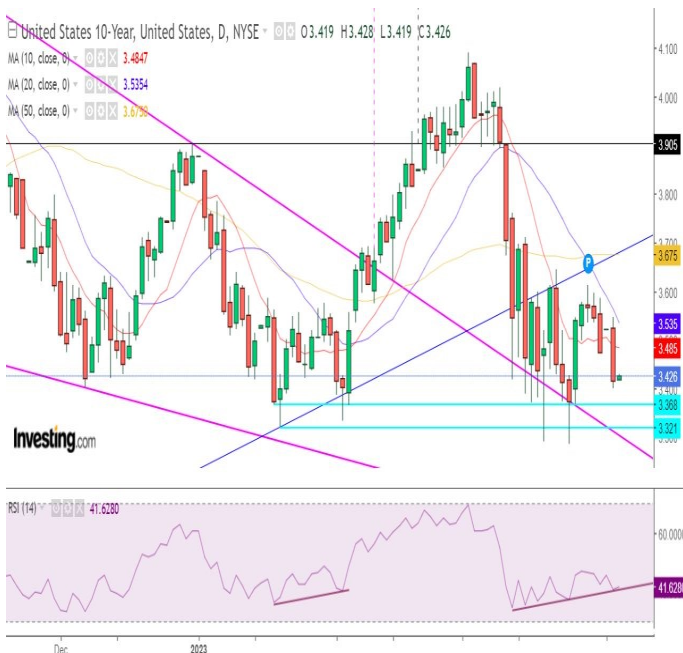 United States 10-Year, United States, D, NYSE O3.419 H3.428 L3.419 C3.426
MA (10, close, 0) 3.4847
MA (20, close, 0) 3.5354
MA (50, close, 0)
4.100
4.000
3.905
3.800
3.700
3.675
3.600
3.535
3.485
3.426
3.400
3.368
3.321
P
Investing.com
RSI (14) 41.6280
60.0000
41.6280
Dec
2023